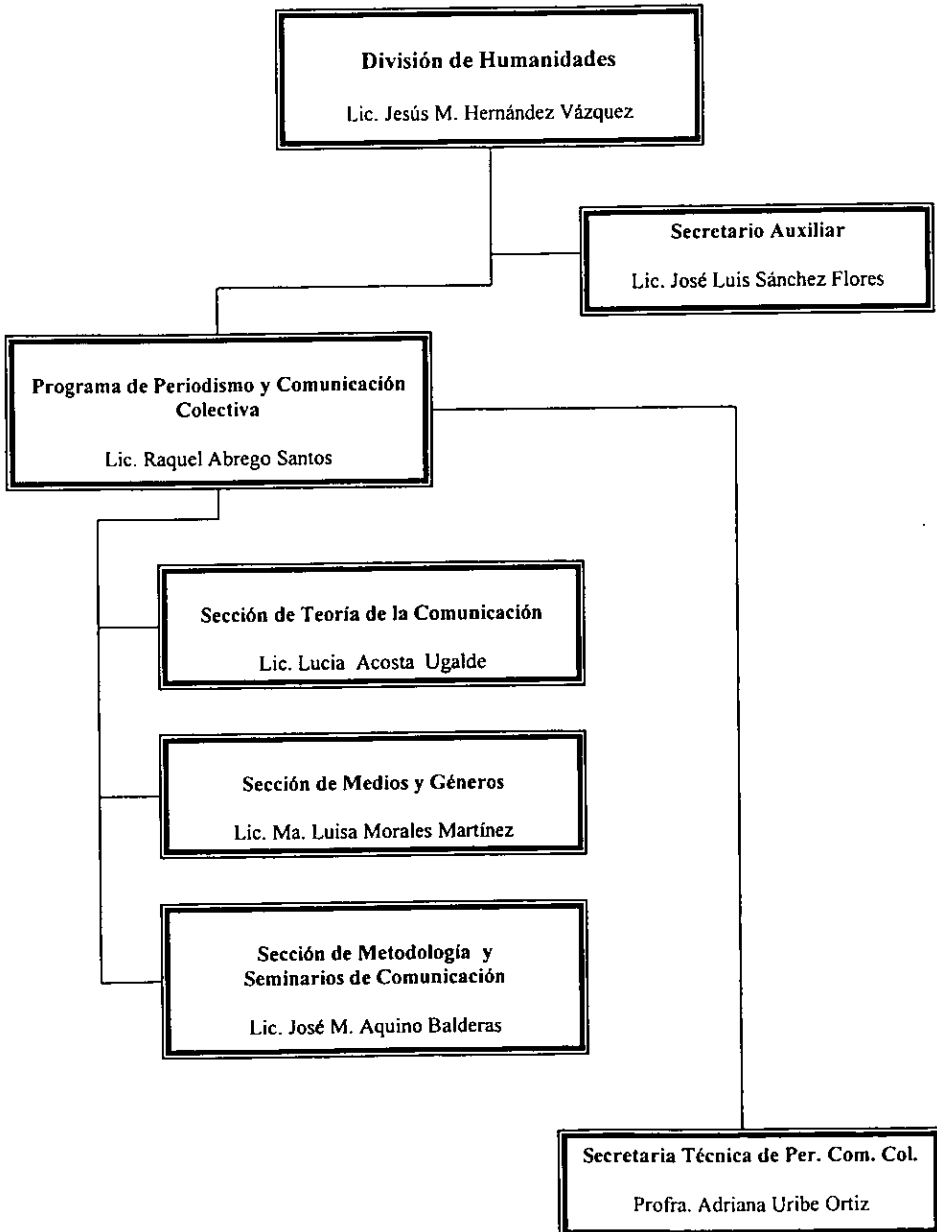 División de Humanidades
Lic. Jesús M. Hernández Vázquez
Secretario Auxiliar
Lic. José Luis Sánchez Flores
Programa de Periodismo y Comunicación
Colectiva
Lic. Raquel Abrego Santos
Sección de Teoría de la Comunicación
Lic. Lucia Acosta Ugalde
Sección de Medios y Géneros
Lic. Ma. Luisa Morales Martínez
Sección de Metodología y
Seminarios de Comunicación
Lic. José M. Aquino Balderas
Secretaria Técnica de Per. Com. Col.
Profra. Adriana Uribe Ortiz